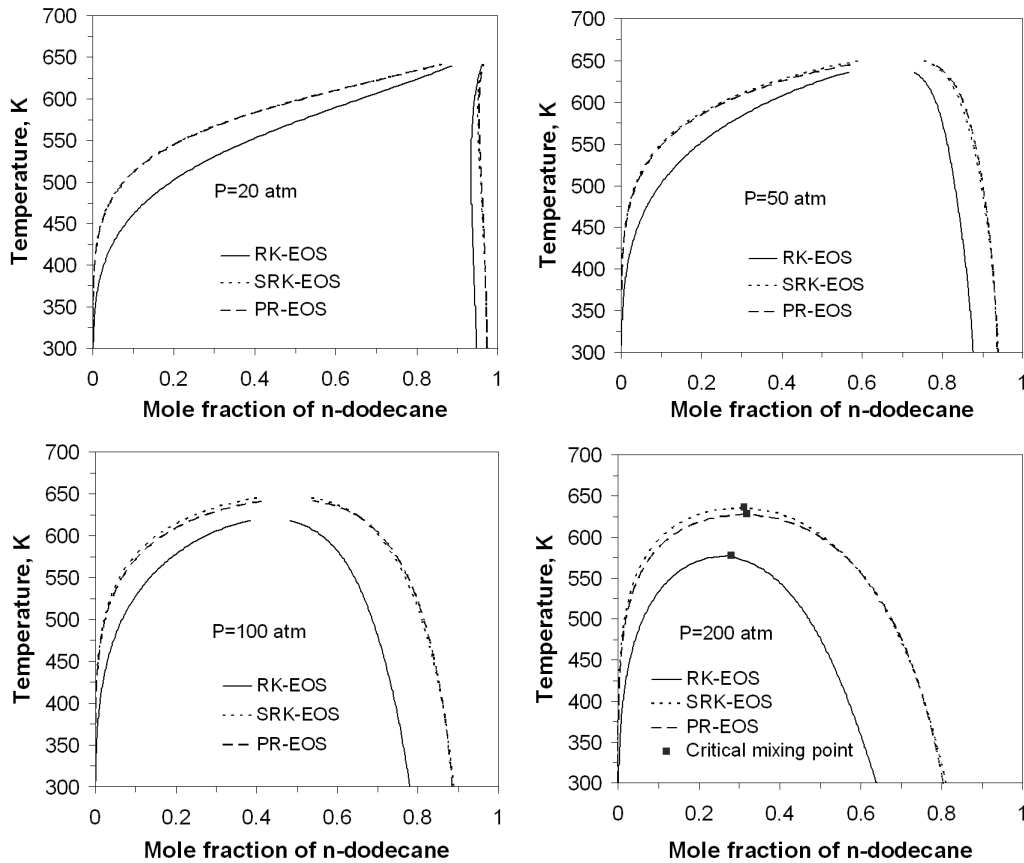 700
650
600
550
500
450
400
350
300
Temperature, K
P=20 atm
RK-EOS
SRK-EOS
PR-EOS
0
0.2
0.4
0.6
0.8
1
Mole fraction of n-dodecane
700
650
600
550
500
450
400
350
300
Temperature, K
P=50 atm
RK-EOS
SRK-EOS
PR-EOS
0
0.2
0.4
0.6
0.8
1
Mole fraction of n-dodecane
700
650
600
550
500
450
400
350
300
Temperature, K
P=100 atm
RK-EOS
SRK-EOS
PR-EOS
0
0.2
0.4
0.6
0.8
1
Mole fraction of n-dodecane
700
650
600
550
500
450
400
350
300
Temperature, K
P=200 atm
RK-EOS
SRK-EOS
PR-EOS
Critical mixing point
0
0.2
0.4
0.6
0.8
1
Mole fraction of n-dodecane